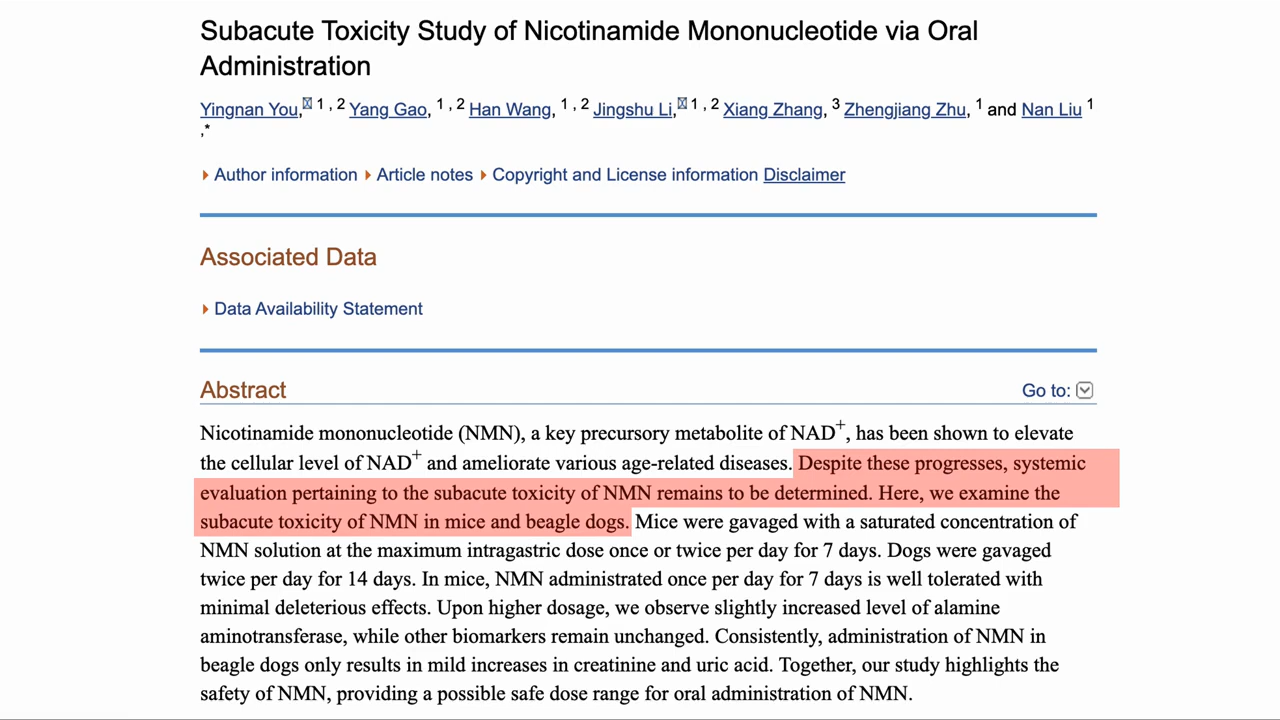 Subacute Toxicity Study of Nicotinamide Mononucleotide via Oral
Administration
Yingnan You, 1 , 2 Yang Gao, 1 , 2 Han Wang, 1 , 2 Jingshu Li, 1 , 2 Xiang Zhang, 3 Zhengjiang Zhu, 1 and Nan Liu 1
,*
Author information Article notes Copyright and License information Disclaimer
Associated Data
Data Availability Statement
Abstract Go to:
Nicotinamide mononucleotide (NMN), a key precursory metabolite of NAD+, has been shown to elevate
the cellular level of NAD+ and ameliorate various age-related diseases. Despite these progresses, systemic
evaluation pertaining to the subacute toxicity of NMN remains to be determined. Here, we examine the
subacute toxicity of NMN in mice and beagle dogs. Mice were gavaged with a saturated concentration of
NMN solution at the maximum intragastric dose once or twice per day for 7 days. Dogs were gavaged
twice per day for 14 days. In mice, NMN administrated once per day for 7 days is well tolerated with
minimal deleterious effects. Upon higher dosage, we observe slightly increased level of alamine
aminotransferase, while other biomarkers remain unchanged. Consistently, administration of NMN in
beagle dogs only results in mild increases in creatinine and uric acid. Together, our study highlights the
safety of NMN, providing a possible safe dose range for oral administration of NMN.